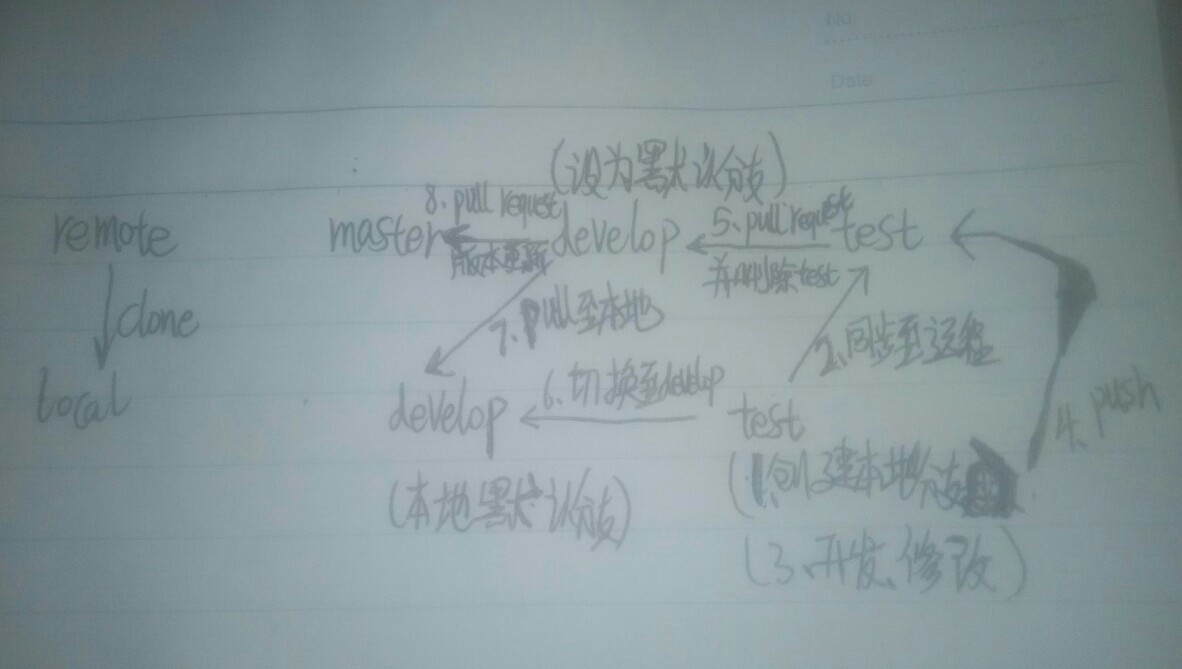 No.
Date
(设为默认分支)
8. pull request
5、pull request
remote
master
develop
test
版本更新
并删除test
clone
7. pull至本地
2、同步至远程
local
6、切换至develop
develop
test
4、push
(本地默认分支)
(1、创建本地分支
(3、开发、修改)